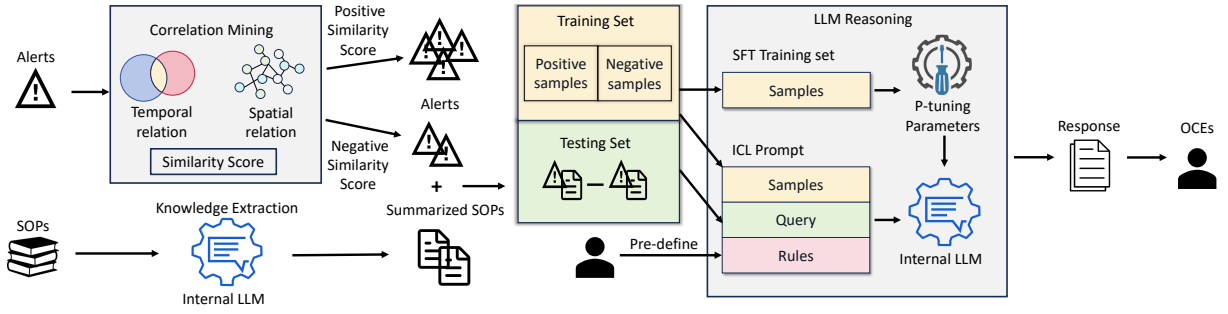 Alerts
Correlation Mining
Temporal
relation
Spatial
relation
Similarity Score
Positive
Similarity
Score
Negative
Similarity
Score
Alerts
+
Summarized SOPs
SOPs
Knowledge Extraction
Internal LLM
Training Set
Positive
samples
Negative
samples
Testing Set
Pre-define
LLM Reasoning
SFT Training set
Samples
P-tuning
Parameters
ICL Prompt
Samples
Query
Rules
Internal LLM
Response
OCEs